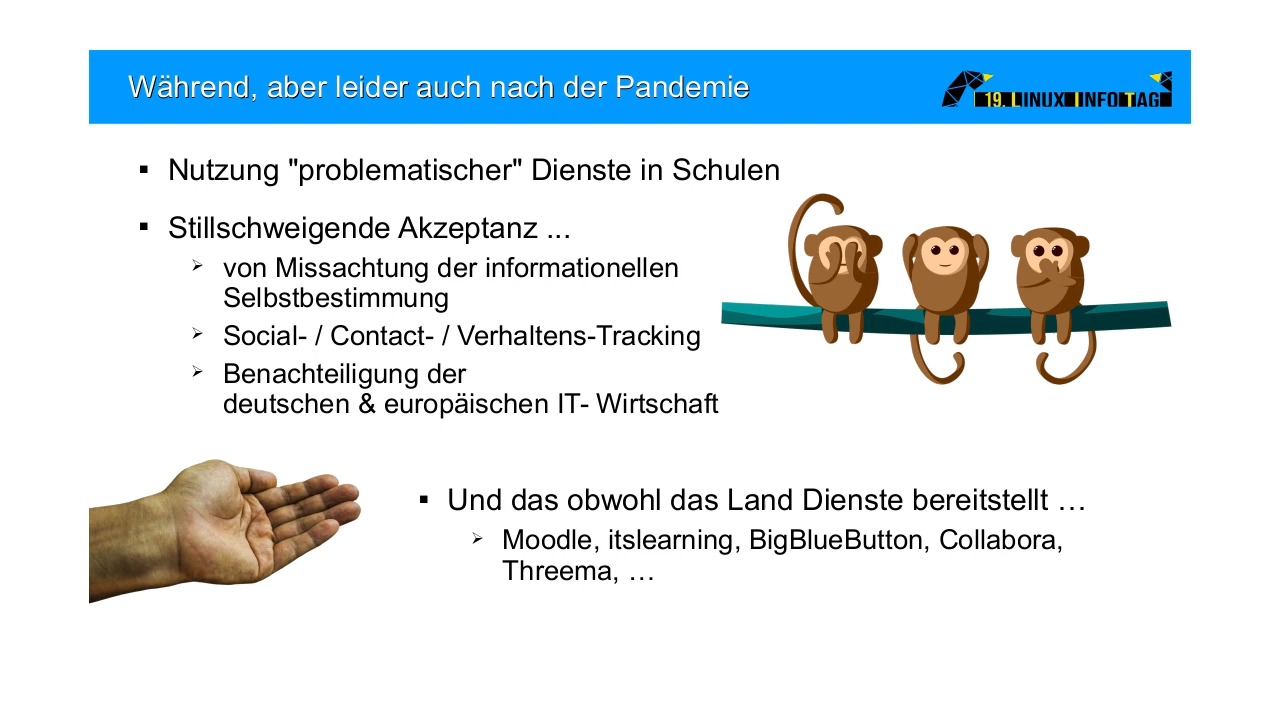 Während, aber leider auch nach der Pandemie
19. LINUX INFOTAG
Nutzung "problematischer" Dienste in Schulen
Stillschweigende Akzeptanz ...
von Missachtung der informationellen
Selbstbestimmung
Social- / Contact- / Verhaltens-Tracking
Benachteiligung der
deutschen & europäischen IT- Wirtschaft
Und das obwohl das Land Dienste bereitstellt …
Moodle, itslearning, BigBlueButton, Collabora,
Threema, …